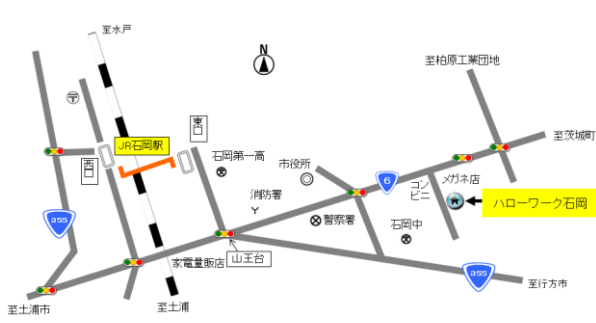 至水戸
N
至柏原工業団地
東口
JR石岡駅
至茨城町
西口
石岡第一高
市役所
6
コンビニ
メガネ店
消防署
ハローワーク石岡
355
警察署
石岡中
山王台
家電量販店
355
至行方市
至土浦市
至土浦